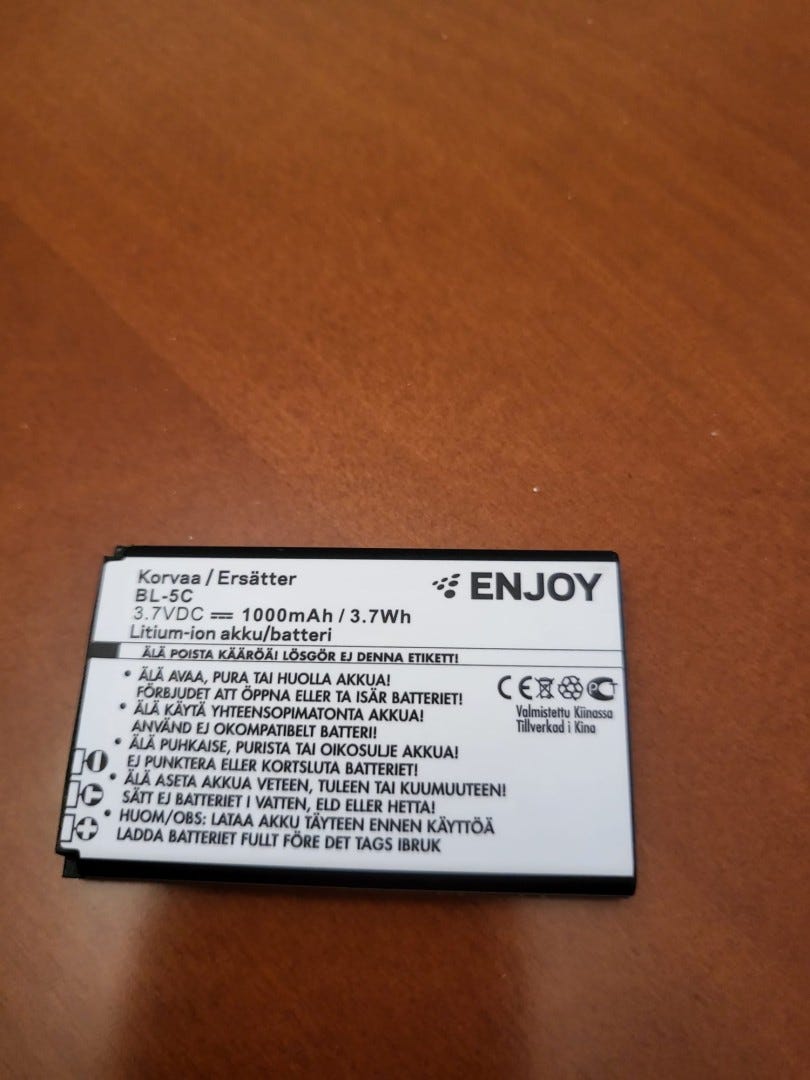 Korvaa / Ersätter
BL-5C
3.7VDC ⎓ 1000mAh / 3.7Wh
Litium-ion akku/batteri
ENJOY
ÄLÄ POISTA KÄÄRÖÄ! LÖSGÖR EJ DENNA ETIKETT!
• ÄLÄ AVAA, PURA TAI HUOLLA AKKUA!
FÖRBJUDET ATT ÖPPNA ELLER TA ISÄR BATTERIET!
• ÄLÄ KÄYTÄ YHTEENSOPIMATONTA AKKUA!
ANVÄND EJ OKOMPATIBELT BATTERI!
• ÄLÄ PUHKAISE, PURISTA TAI OIKOSULJE AKKUA!
EJ PUNKTERA ELLER KORTSLUTA BATTERIET!
• ÄLÄ ASETA AKKUA VETEEN, TULEEN TAI KUUMUUTEEN!
SÄTT EJ BATTERIET I VATTEN, ELD ELLER HETTA!
• HUOM/OBS: LATAA AKKU TÄYTEEN ENNEN KÄYTTÖÄ
LADDA BATTERIET FULLT FÖRE DET TAGS IBRUK
CE
Valmistettu Kiinassa
Tillverkad i Kina